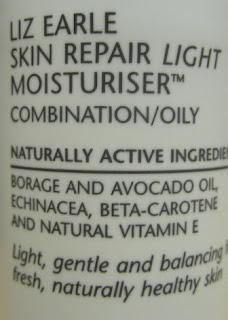 LIZ EARLE
SKIN REPAIR LIGHT
MOISTURISER™
COMBINATION/OILY
NATURALLY ACTIVE
BORAGE AND AVOCADO OIL,
ECHINACEA, BETA-CAROTENE
AND NATURAL VITAMIN E
Light, gentle and balancing
fresh, naturally healthy skin